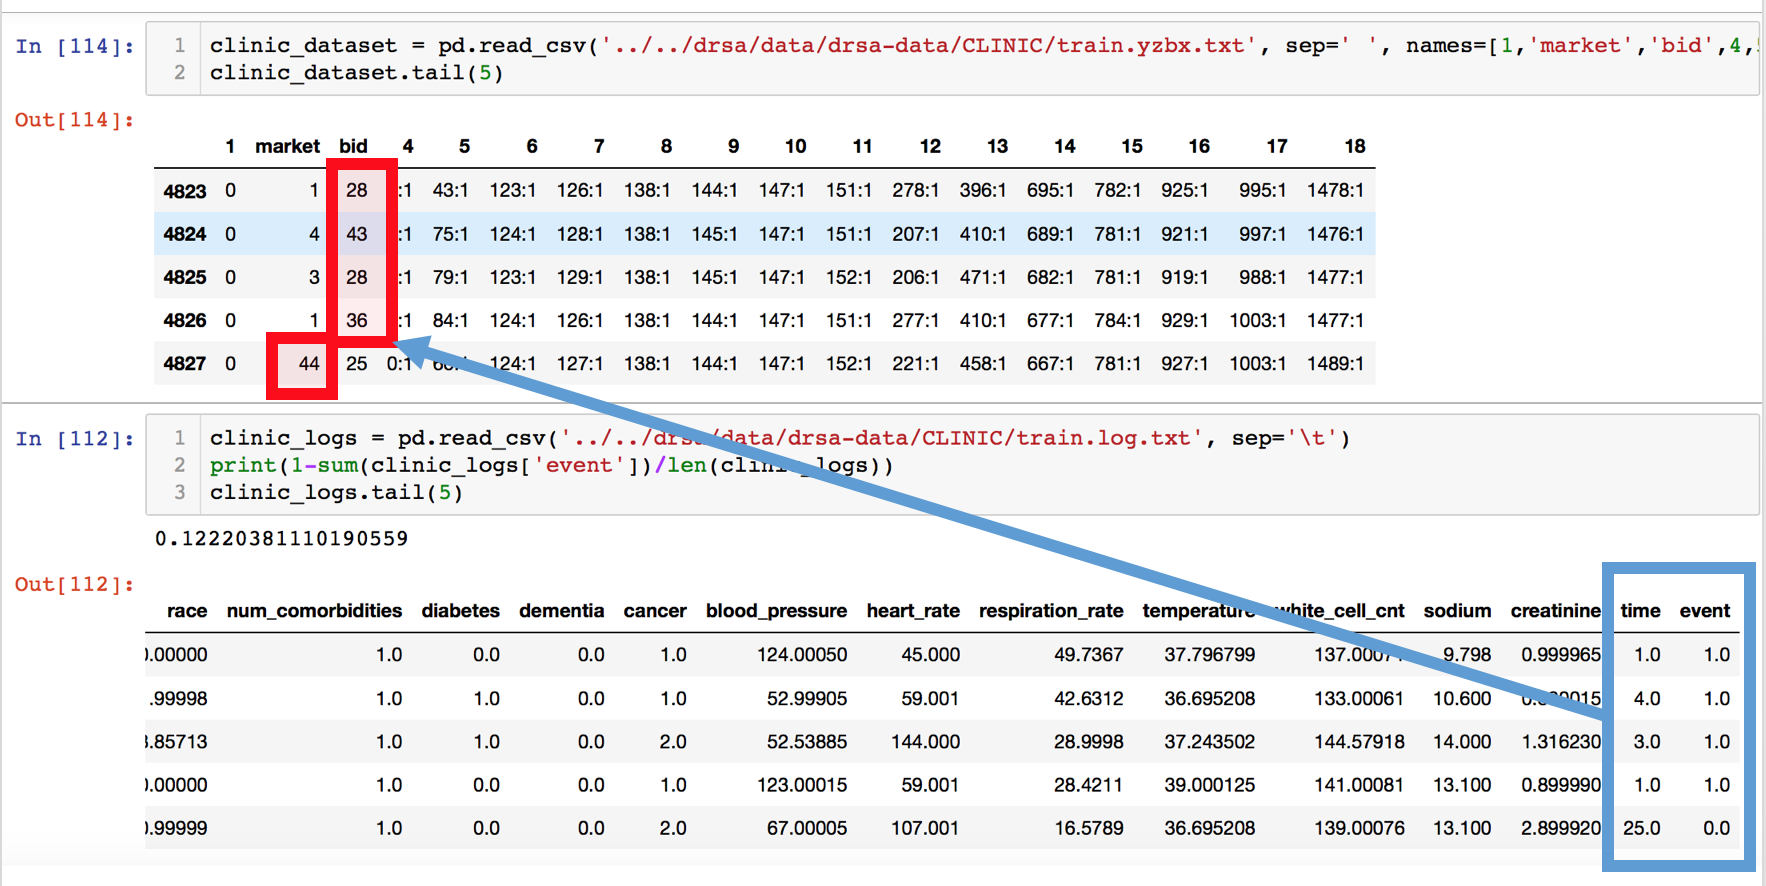 In [114]:
1 clinic_dataset = pd.read_csv('../../drsa/data/drsa-data/CLINIC/train.yzbx.txt', sep=' ', names=[1,'market','bid',4,
2 clinic_dataset.tail(5)
Out[114]:
1 market bid 4 5 6 7 8 9 10 11 12 13 14 15 16 17 18
4823 0 1 28 :1 43:1 123:1 126:1 138:1 144:1 147:1 151:1 278:1 396:1 695:1 782:1 925:1 995:1 1478:1
4824 0 4 43 :1 75:1 124:1 128:1 138:1 145:1 147:1 151:1 207:1 410:1 689:1 781:1 921:1 997:1 1476:1
4825 0 3 28 :1 79:1 123:1 129:1 138:1 145:1 147:1 152:1 206:1 471:1 682:1 781:1 919:1 988:1 1477:1
4826 0 1 36 :1 84:1 124:1 126:1 138:1 144:1 147:1 151:1 277:1 410:1 677:1 784:1 929:1 1003:1 1477:1
4827 0 44 25 0:1 124:1 127:1 138:1 144:1 147:1 152:1 221:1 458:1 667:1 781:1 927:1 1003:1 1489:1
In [112]:
1 clinic_logs = pd.read_csv('../../drsa/data/drsa-data/CLINIC/train.log.txt', sep='\t')
2 print(1-sum(clinic_logs['event'])/len(clinic_logs))
3 clinic_logs.tail(5)
0.12220381110190559
Out[112]:
race num_comorbidities diabetes dementia cancer blood_pressure heart_rate respiration_rate temperature white_cell_cnt sodium creatinine time event
0.00000 1.0 0.0 0.0 1.0 124.00050 45.000 49.7367 37.796799 9.798 0.999965 1.0 1.0
.99998 1.0 1.0 0.0 1.0 52.99905 59.001 42.6312 36.695208 133.00061 10.600 4.0 1.0
.85713 1.0 1.0 0.0 2.0 52.53885 144.000 28.9998 37.243502 144.57918 14.000 1.316230 3.0 1.0
0.00000 1.0 0.0 0.0 1.0 123.00015 59.001 28.4211 39.000125 141.00081 13.100 0.899990 1.0 1.0
0.99999 1.0 0.0 0.0 2.0 67.00005 107.001 16.5789 36.695208 139.00076 13.100 2.899920 25.0 0.0